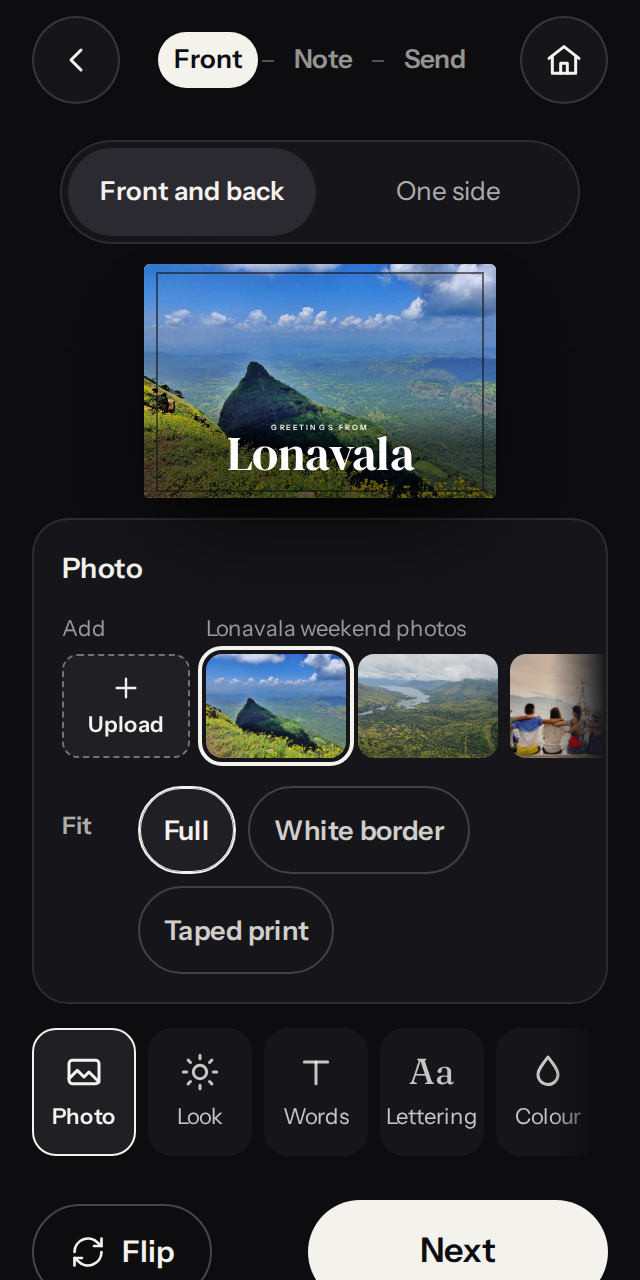 Front – Note – Send
Front and back One side
GREETINGS FROM
Lonavala
Photo
Add Lonavala weekend photos
Upload
Fit Full White border
Taped print
Photo Look Words Aa Lettering Colour
Flip Next